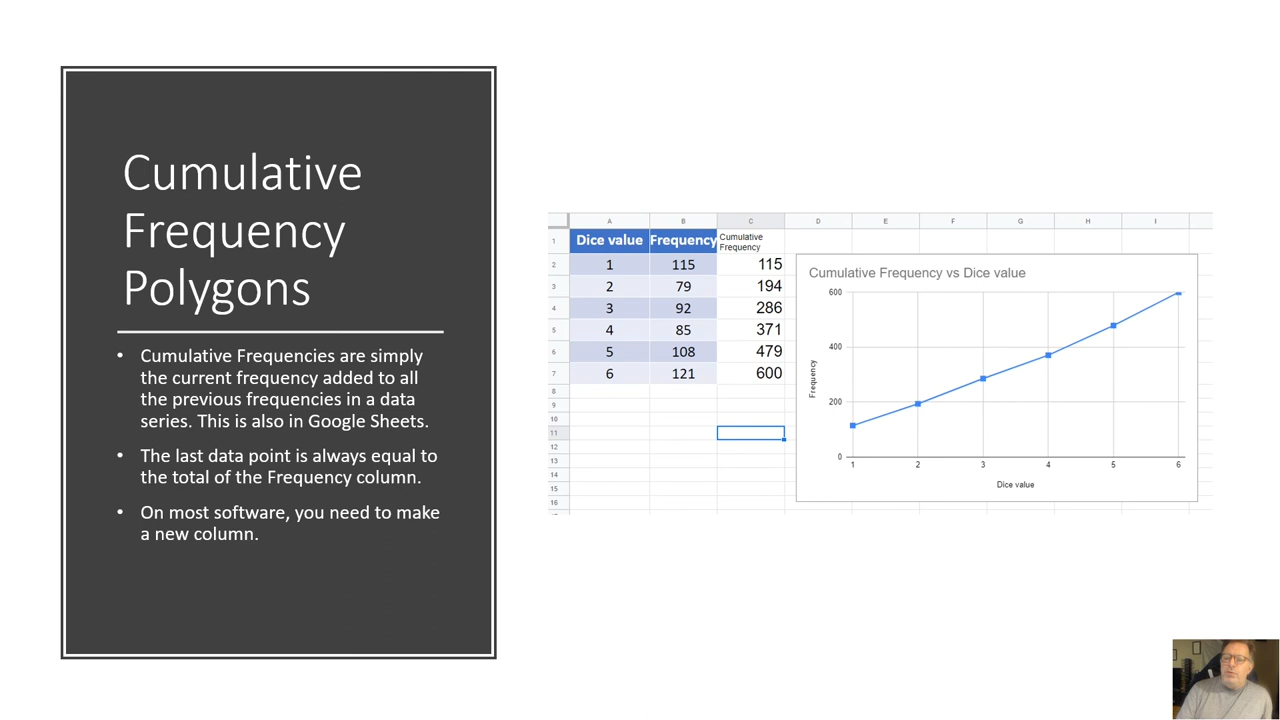 Cumulative
Frequency
Polygons
• Cumulative Frequencies are simply
the current frequency added to all
the previous frequencies in a data
series. This is also in Google Sheets.
• The last data point is always equal to
the total of the Frequency column.
• On most software, you need to make
a new column.
A B C D E F G H I
1 Dice value Frequency Cumulative
Frequency
2 1 115 115
3 2 79 194
4 3 92 286
5 4 85 371
6 5 108 479
7 6 121 600
8
9
10
11
12
13
14
15
16
Cumulative Frequency vs Dice value
600
400
200
0
Frequency
1 2 3 4 5 6
Dice value